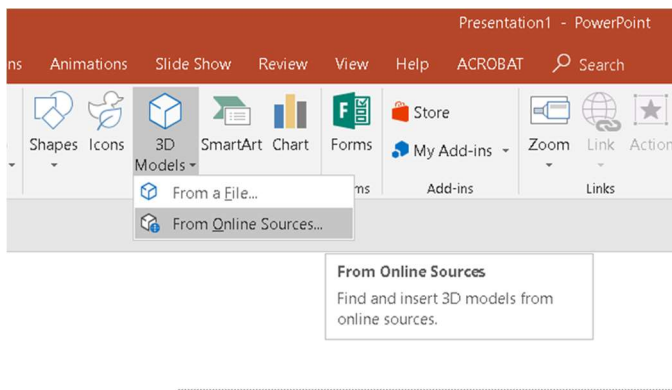 Presentation1 - PowerPoint
ns Animations Slide Show Review View Help ACROBAT Search
Shapes Icons 3D Models SmartArt Chart Forms Store My Add-ins Zoom Link Action
From a File...
ms Add-ins Links
From Online Sources...
From Online Sources
Find and insert 3D models from
online sources.